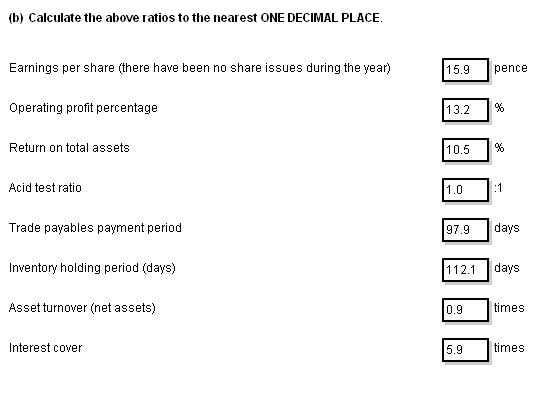 (b) Calculate the above ratios to the nearest ONE DECIMAL PLACE.
Earnings per share (there have been no share issues during the year) 15.9 pence
Operating profit percentage 13.2 %
Return on total assets 10.5 %
Acid test ratio 1.0 :1
Trade payables payment period 97.9 days
Inventory holding period (days) 112.1 days
Asset turnover (net assets) 0.9 times
Interest cover 5.9 times